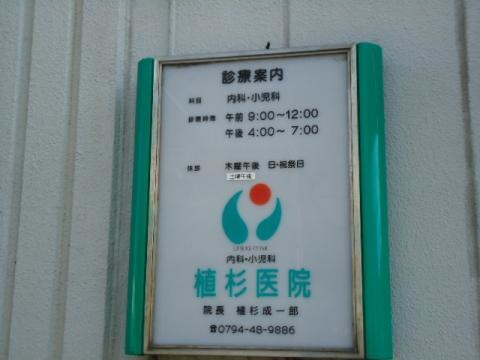 診療案内
科目 内科・小児科
診療時間 午前 9:00～12:00
午後 4:00～ 7:00
休診 木曜午後 日・祝祭日
土曜午後
内科・小児科
植杉医院
院長 植杉成一郎
☎0794-48-9886